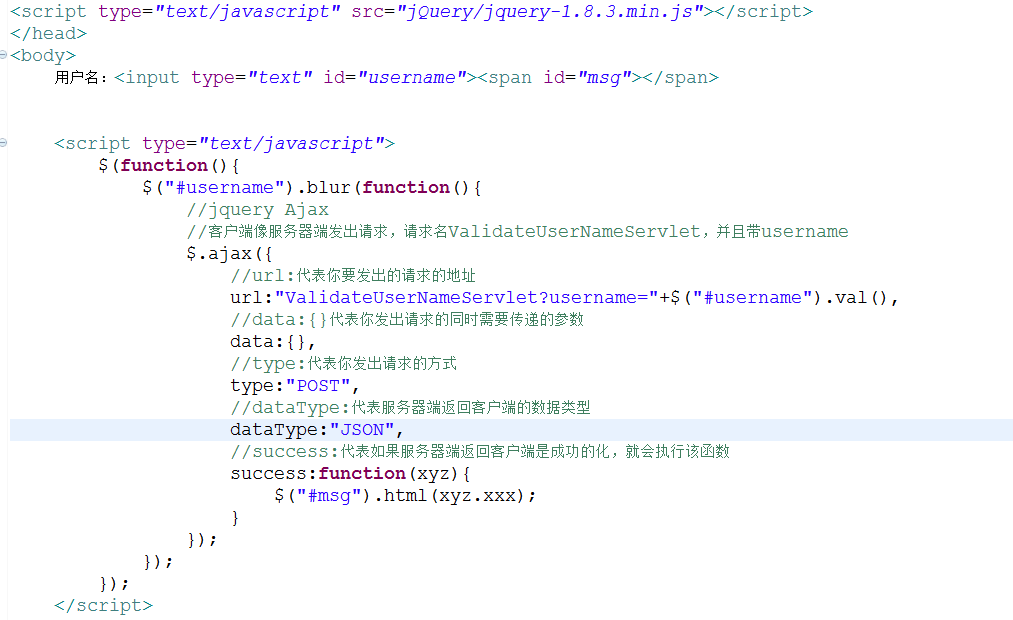 <script type="text/javascript" src="jQuery/jquery-1.8.3.min.js"></script>
</head>
<body>
    用户名：<input type="text" id="username"><span id="msg"></span>
    <script type="text/javascript">
        $(function(){
            $("#username").blur(function(){
                //jquery Ajax
                //客户端像服务器端发出请求，请求名ValidateUserNameServlet，并且带username
                $.ajax({
                    //url:代表你要发出的请求的地址
                    url:"ValidateUserNameServlet?username="+$("#username").val(),
                    //data:{}代表你发出请求的同时需要传递的参数
                    data:{},
                    //type:代表你发出请求的方式
                    type:"POST",
                    //dataType:代表服务器端返回客户端的数据类型
                    dataType:"JSON",
                    //success:代表如果服务器端返回客户端是成功的化，就会执行该函数
                    success:function(xyz){
                        $("#msg").html(xyz.xxx);
                    }
                });
            });
        });
    </script>